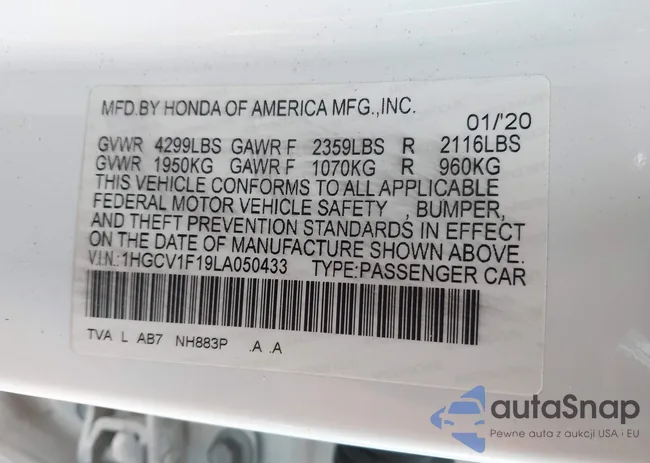 MFD.BY HONDA OF AMERICA MFG.,INC. 01/'20
GVWR 4299LBS GAWR F 2359LBS R 2116LBS
GVWR 1950KG GAWR F 1070KG R 960KG
THIS VEHICLE CONFORMS TO ALL APPLICABLE
FEDERAL MOTOR VEHICLE SAFETY , BUMPER,
AND THEFT PREVENTION STANDARDS IN EFFECT
ON THE DATE OF MANUFACTURE SHOWN ABOVE.
V.I.N.:1HGCV1F19LA050433 TYPE:PASSENGER CAR
TVA L AB7 NH883P .A .A
autaSnap
Pewne auta z aukcji USA i EU